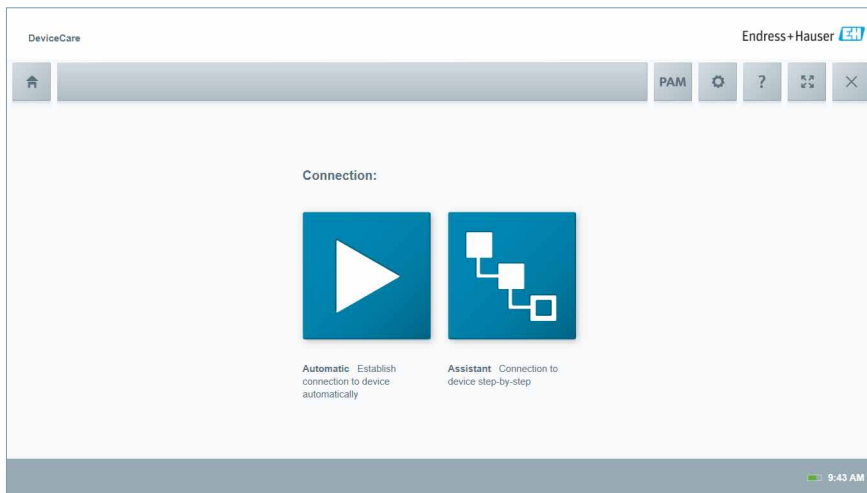 DeviceCare
Endress+Hauser EH
PAM ?
Connection:
Automatic Establish
connection to device
automatically
Assistant Connection to
device step-by-step
9:43 AM